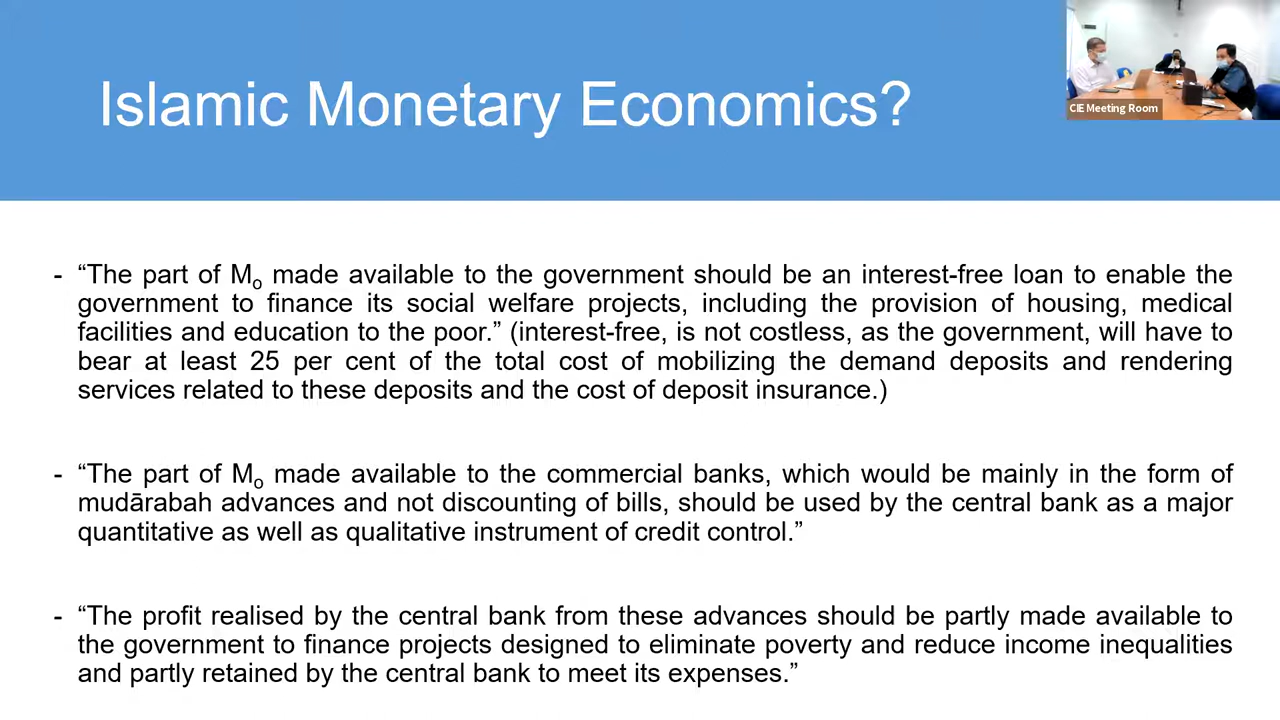 Islamic Monetary Economics?
CIE Meeting Room
- “The part of Mo made available to the government should be an interest-free loan to enable the
government to finance its social welfare projects, including the provision of housing, medical
facilities and education to the poor.” (interest-free, is not costless, as the government, will have to
bear at least 25 per cent of the total cost of mobilizing the demand deposits and rendering
services related to these deposits and the cost of deposit insurance.)
- “The part of Mo made available to the commercial banks, which would be mainly in the form of
mudārabah advances and not discounting of bills, should be used by the central bank as a major
quantitative as well as qualitative instrument of credit control.”
- “The profit realised by the central bank from these advances should be partly made available to
the government to finance projects designed to eliminate poverty and reduce income inequalities
and partly retained by the central bank to meet its expenses.”